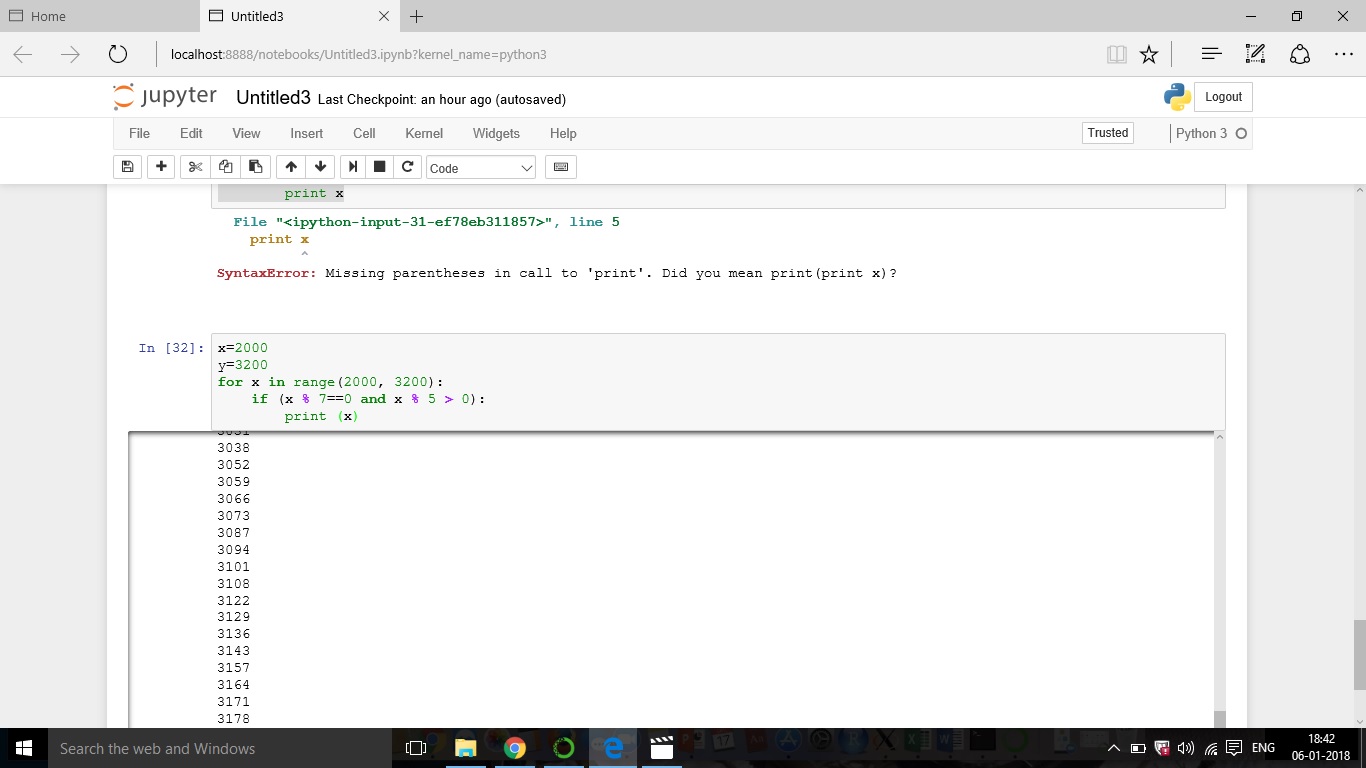 Home
Untitled3
localhost:8888/notebooks/Untitled3.ipynb?kernel_name=python3
jupyter Untitled3 Last Checkpoint: an hour ago (autosaved)
Logout
File Edit View Insert Cell Kernel Widgets Help
Trusted
Python 3
Code
print x
File "<ipython-input-31-ef78eb311857>", line 5
print x
^
SyntaxError: Missing parentheses in call to 'print'. Did you mean print(print x)?
In [32]:
x=2000
y=3200
for x in range(2000, 3200):
if (x % 7==0 and x % 5 > 0):
print (x)
3031
3038
3052
3059
3066
3073
3087
3094
3101
3108
3122
3129
3136
3143
3157
3164
3171
3178
Search the web and Windows
ENG
18:42
06-01-2018